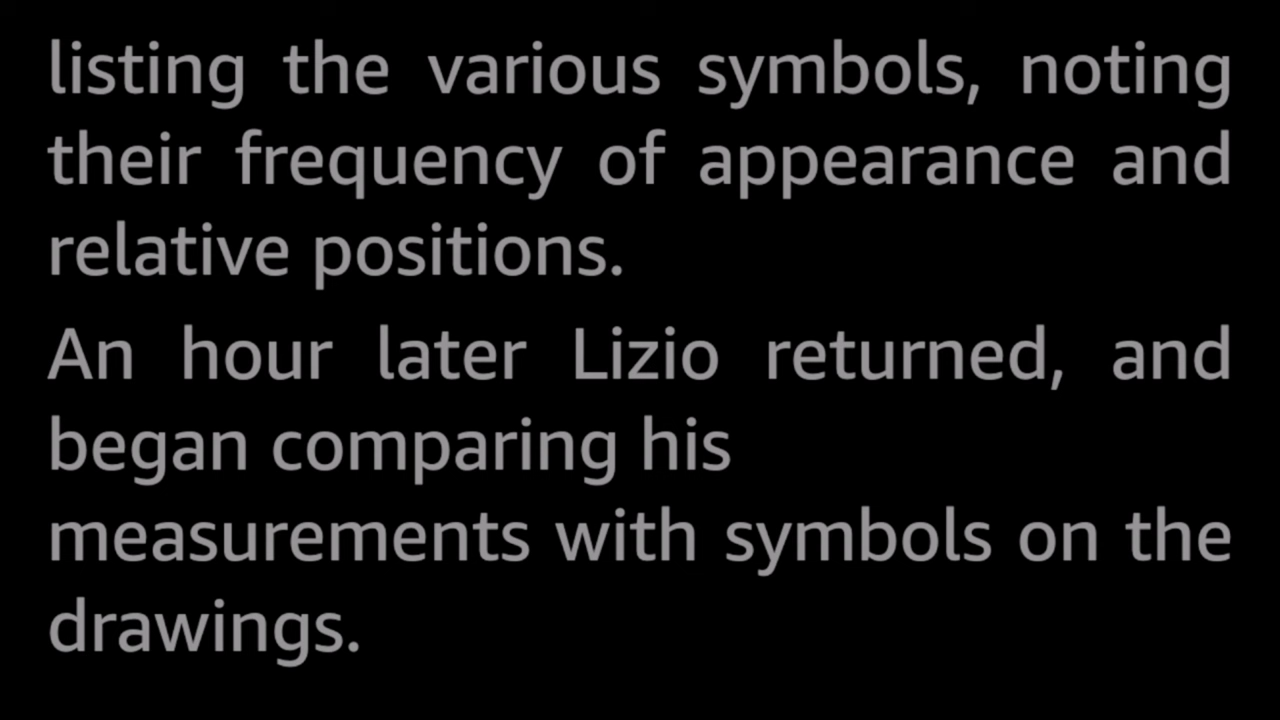 listing the various symbols, noting
their frequency of appearance and
relative positions.
An hour later Lizio returned, and
began comparing his
measurements with symbols on the
drawings.